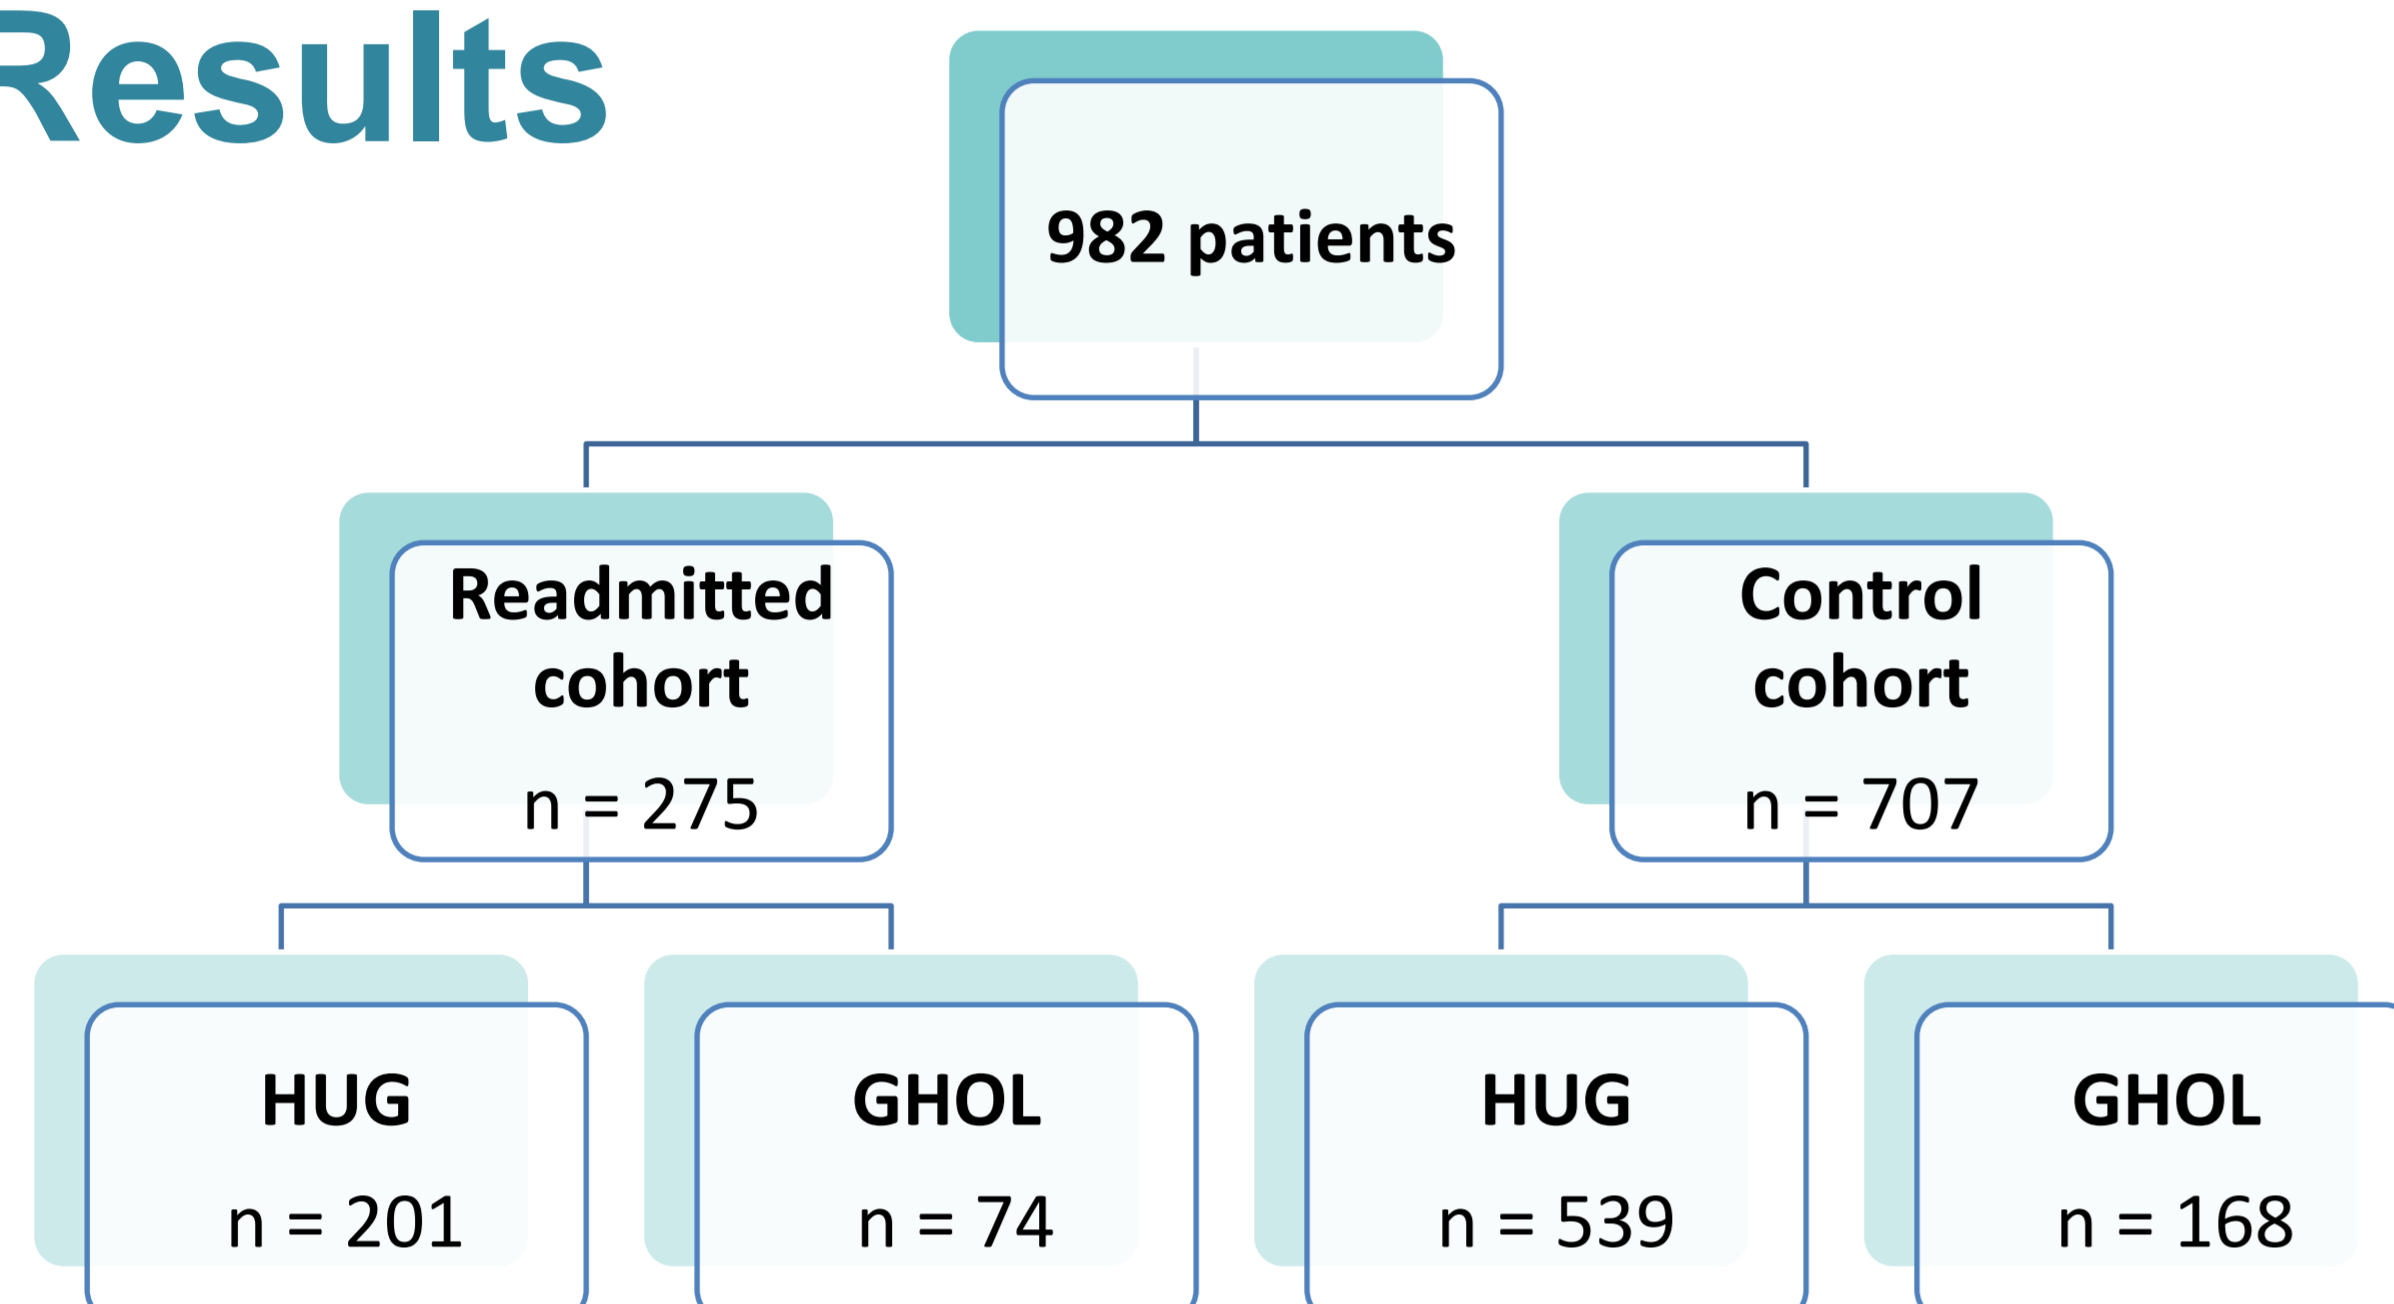 Results
982 patients
Readmitted
cohort
n = 275
Control
cohort
n = 707
HUG
n = 201
GHOL
n = 74
HUG
n = 539
GHOL
n = 168